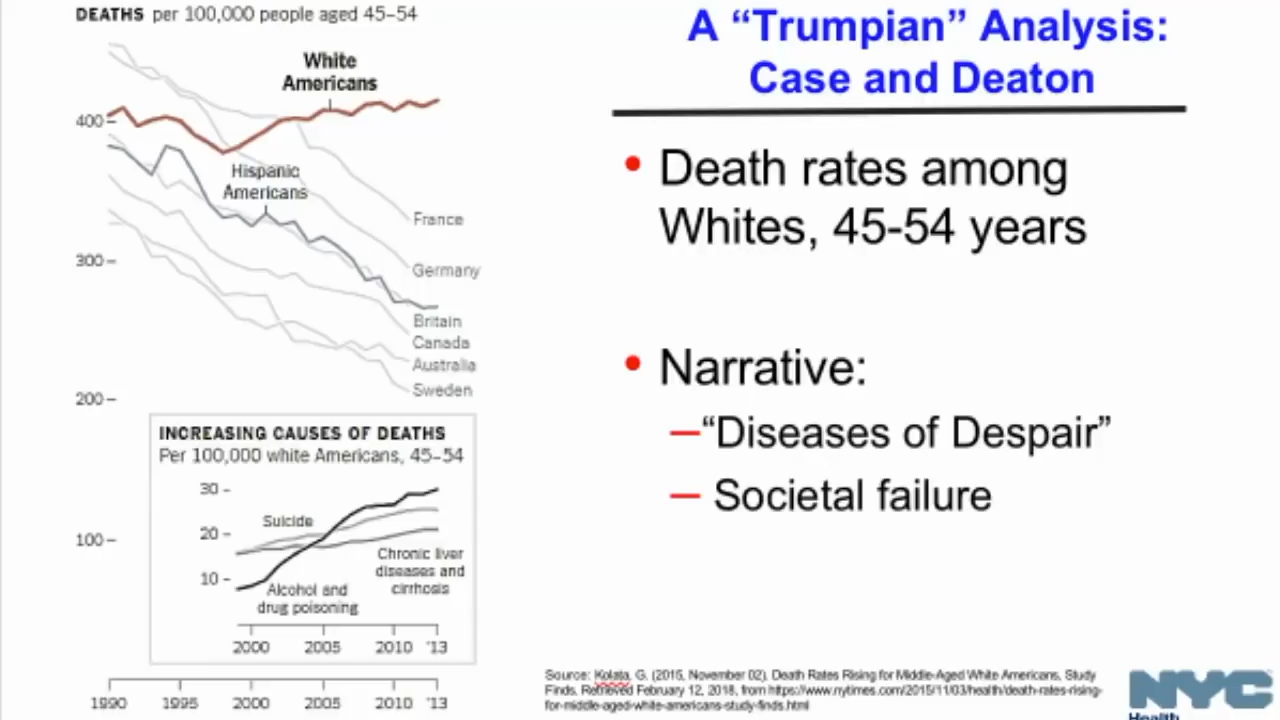 DEATHS per 100,000 people aged 45–54
White
Americans
400
Hispanic
Americans
France
300
Germany
Britain
Canada
Australia
Sweden
200
INCREASING CAUSES OF DEATHS
Per 100,000 white Americans, 45–54
30
Suicide
20
Chronic liver
diseases and
cirrhosis
10
Alcohol and
drug poisoning
2000 2005 2010 '13
100
1990 1995 2000 2005 2010 '13
A “Trumpian” Analysis:
Case and Deaton
• Death rates among
Whites, 45-54 years
• Narrative:
–“Diseases of Despair”
– Societal failure
Source: Kolata, G. (2015, November 02). Death Rates Rising for Middle-Aged White Americans, Study
Finds. Retrieved February 12, 2018, from https://www.nytimes.com/2015/11/03/health/death-rates-rising-
for-middle-aged-white-americans-study-finds.html
NYC
Health